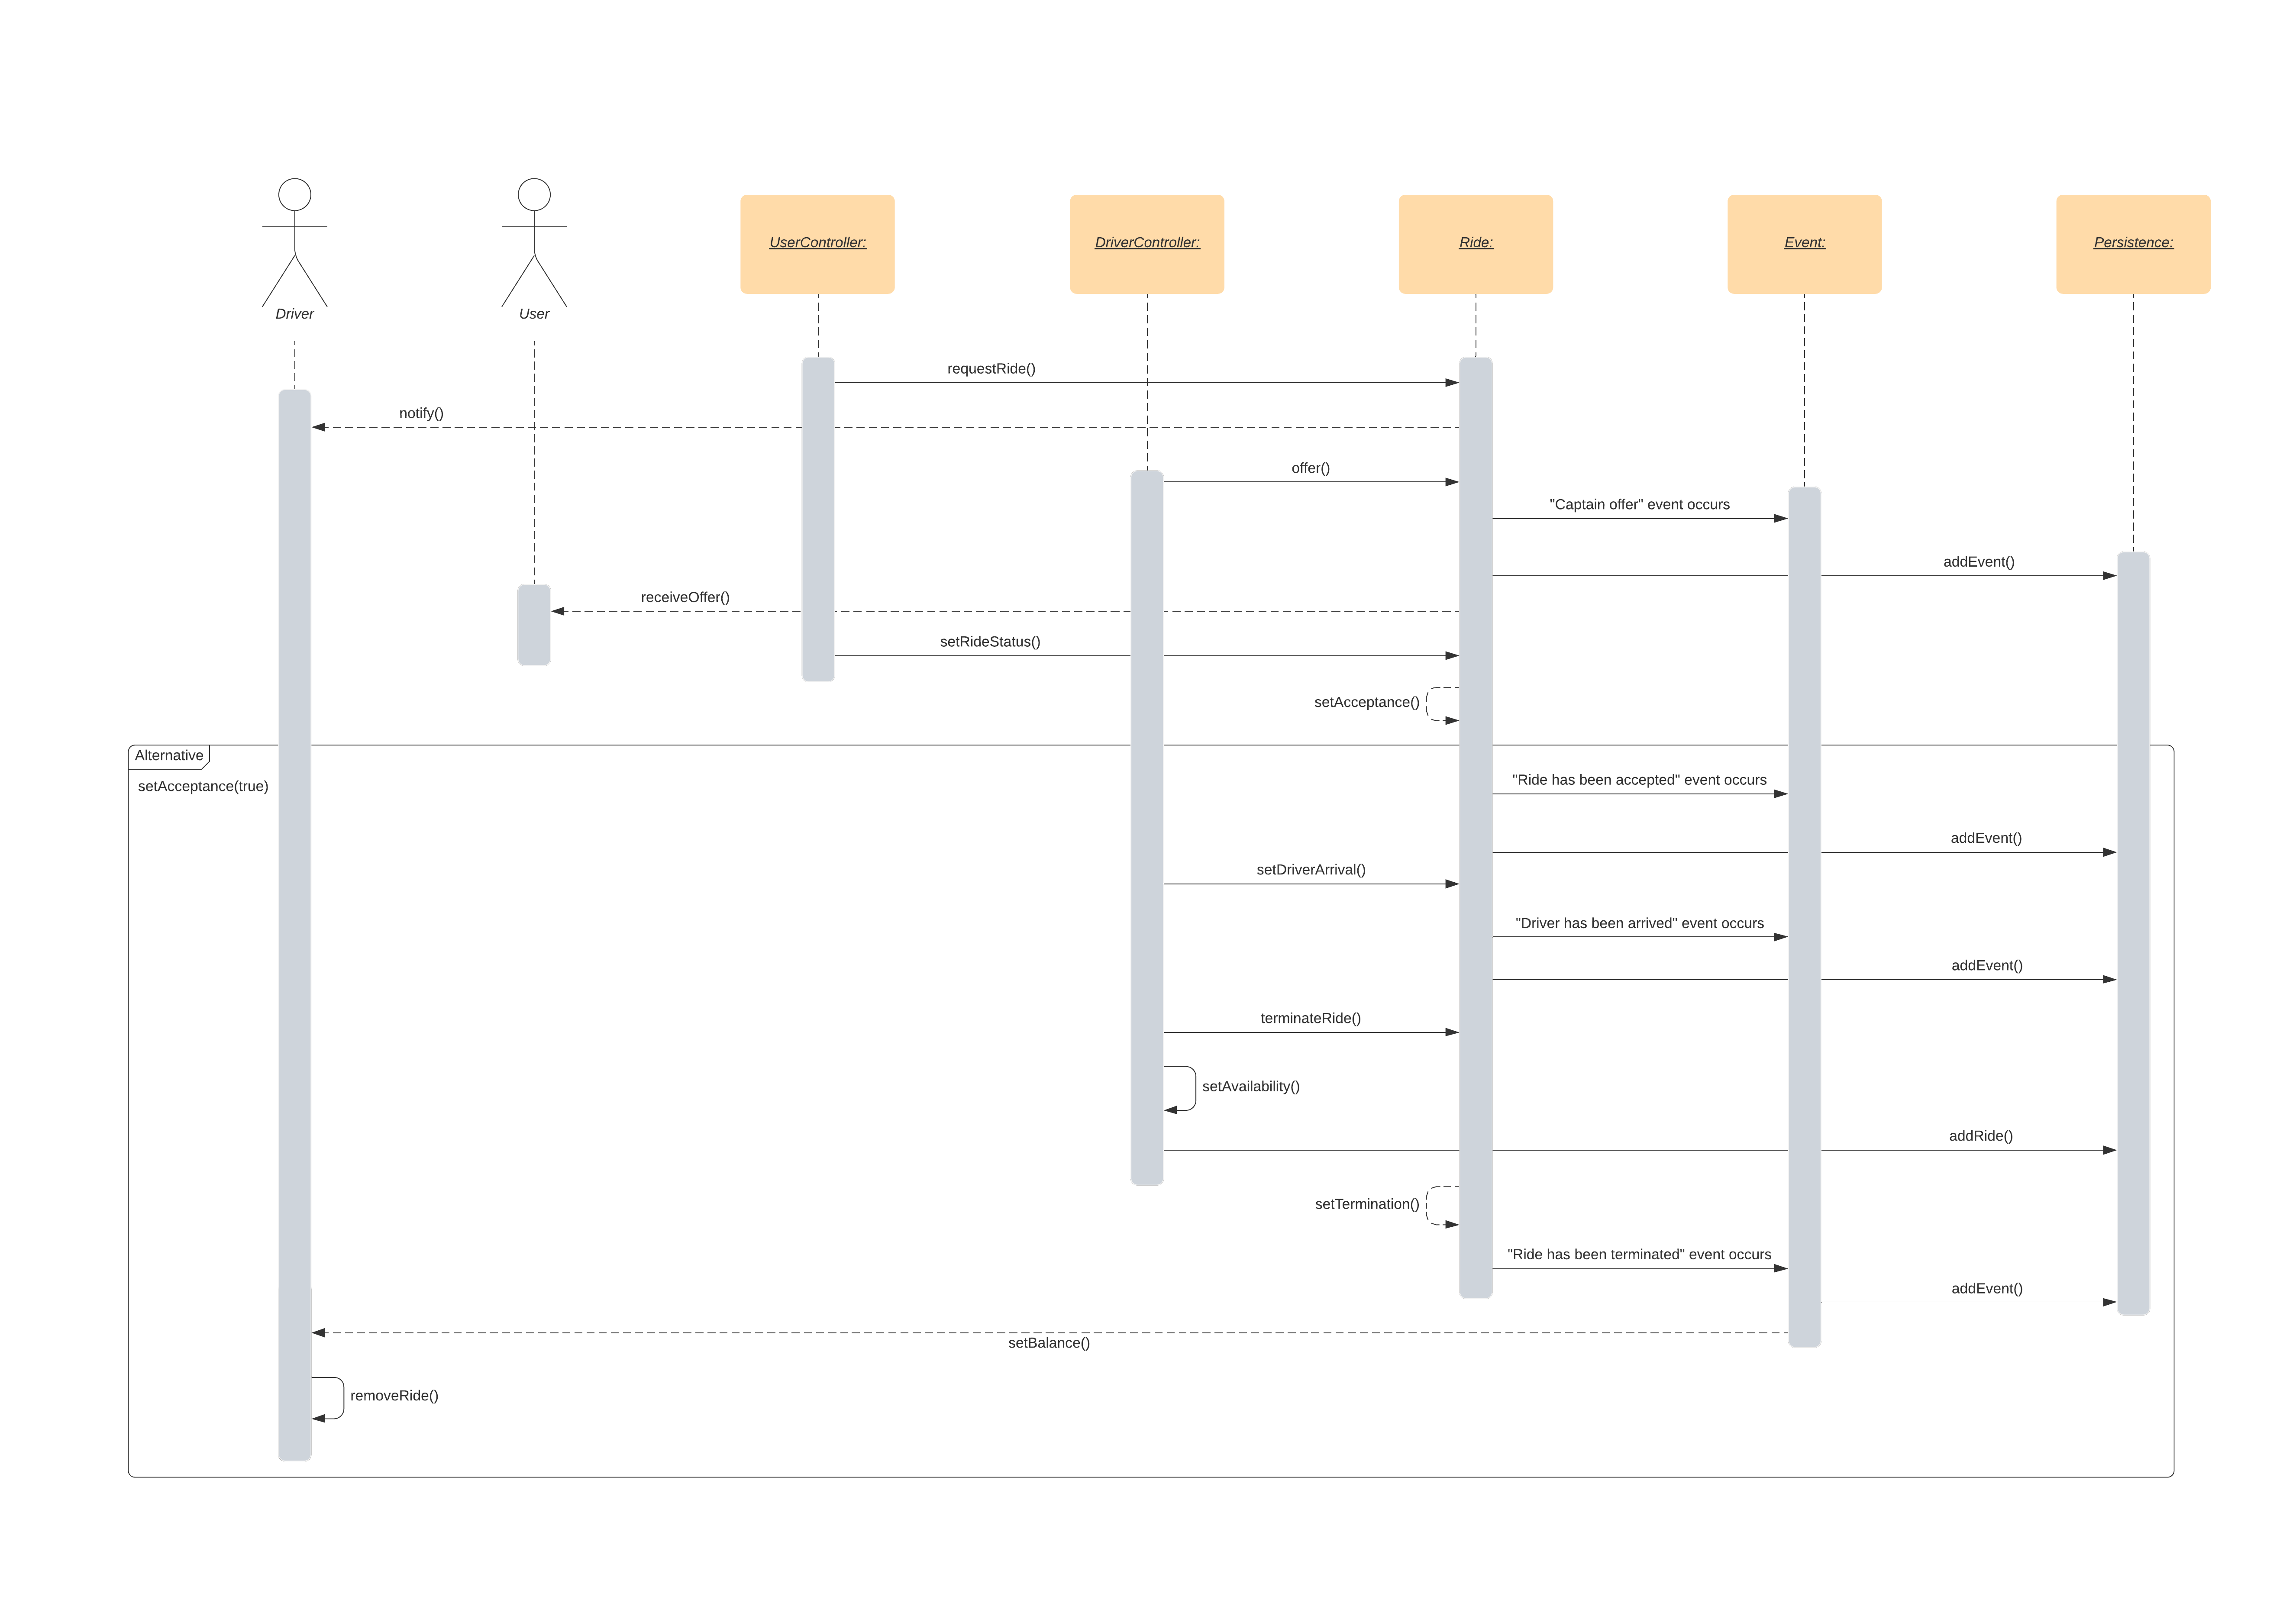 UserController:
DriverController:
Ride:
Event:
Persistence:
Driver
User
requestRide()
notify()
offer()
"Captain offer" event occurs
addEvent()
receiveOffer()
setRideStatus()
setAcceptance()
Alternative
setAcceptance(true)
"Ride has been accepted" event occurs
addEvent()
setDriverArrival()
"Driver has been arrived" event occurs
addEvent()
terminateRide()
setAvailability()
addRide()
setTermination()
"Ride has been terminated" event occurs
addEvent()
setBalance()
removeRide()